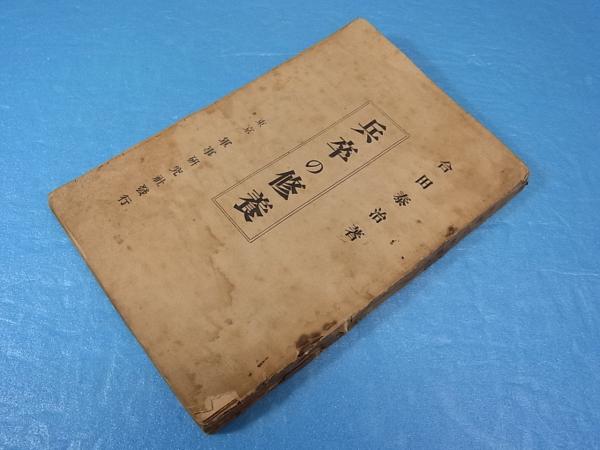 合田泰治著
兵卒の修養
東京 軍事研究社發行